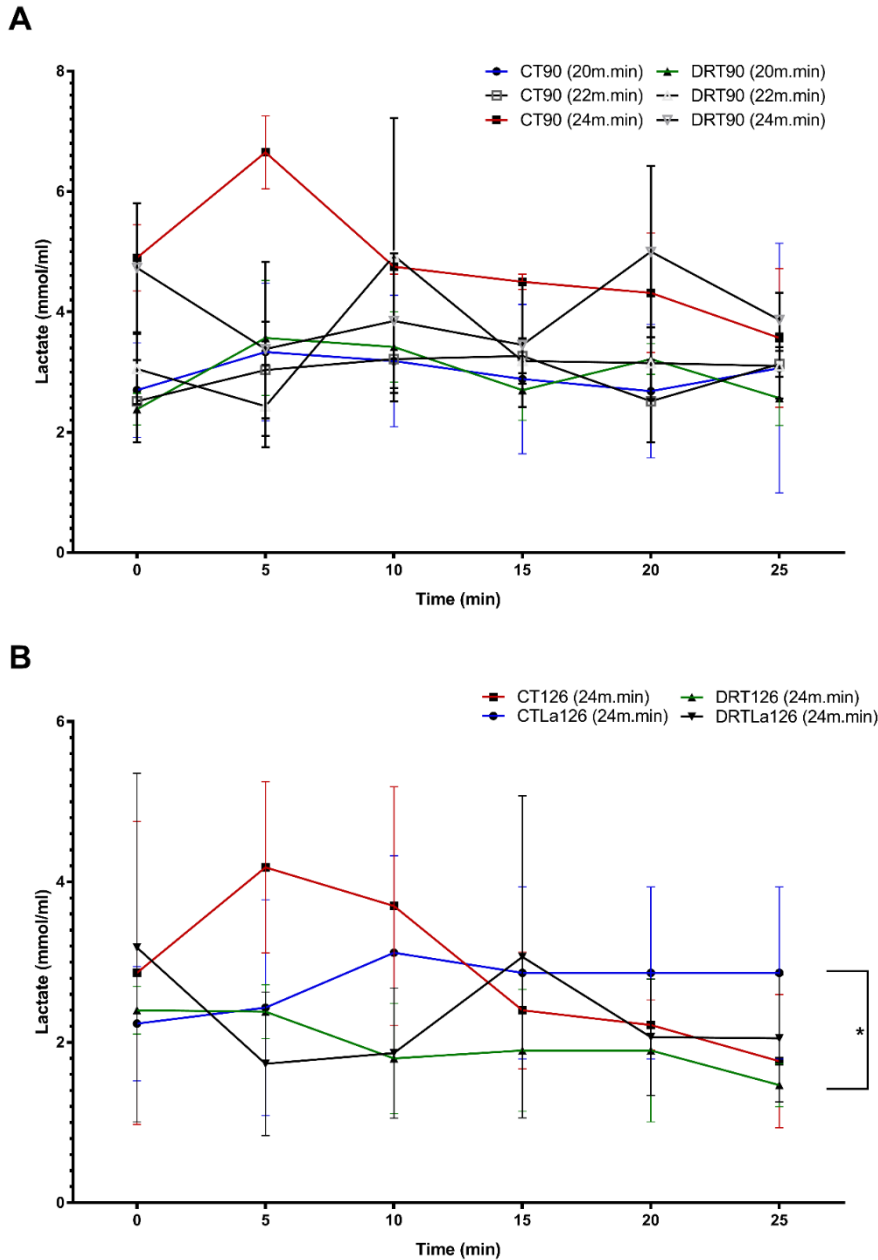 A
8
6
4
2
0
Lactate (mmol/ml)
CT90 (20m.min) DRT90 (20m.min)
CT90 (22m.min) DRT90 (22m.min)
CT90 (24m.min) DRT90 (24m.min)
0 5 10 15 20 25
Time (min)
B
6
4
2
0
Lactate (mmol/ml)
CT126 (24m.min) DRT126 (24m.min)
CTLa126 (24m.min) DRTLa126 (24m.min)
*
0 5 10 15 20 25
Time (min)